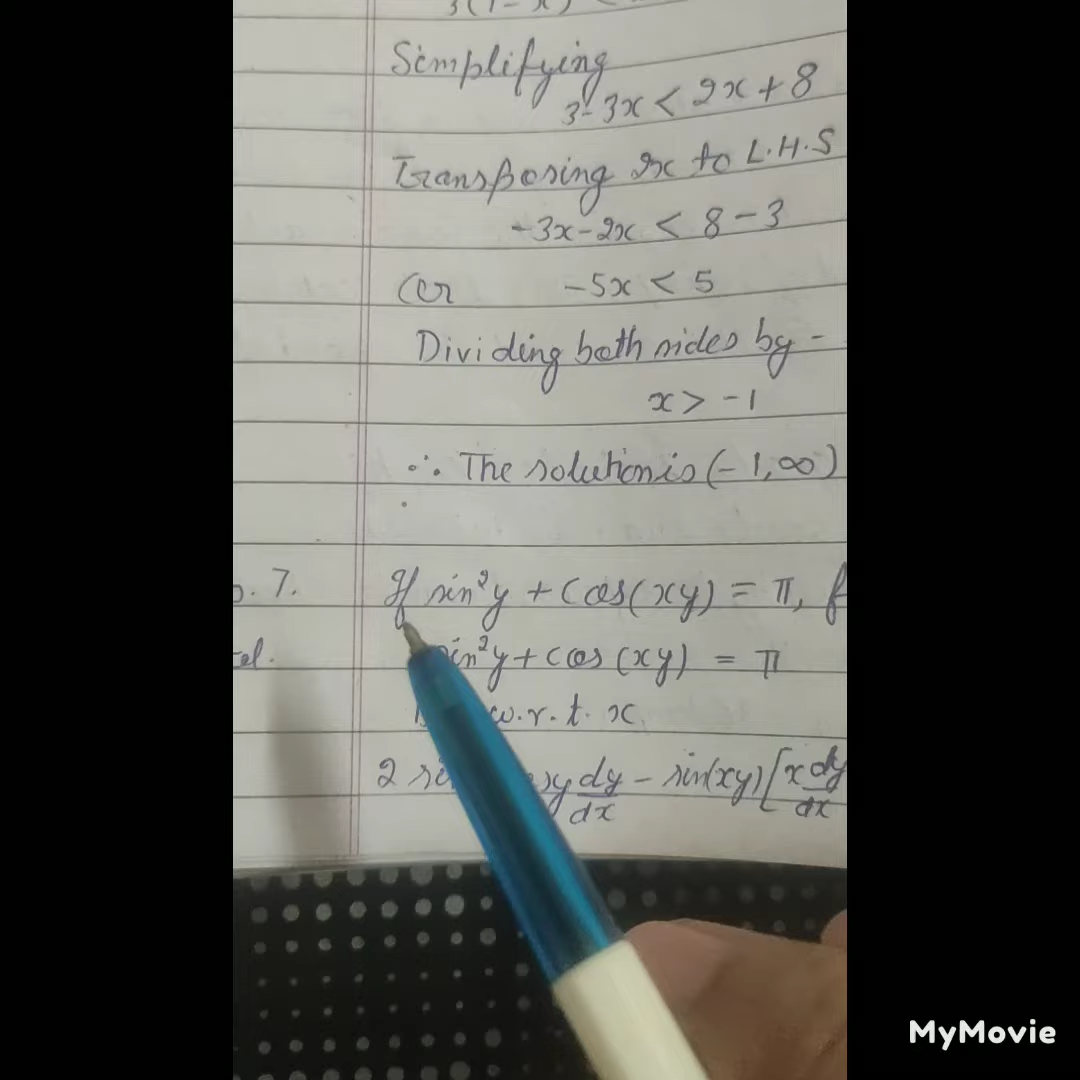 Simplifying
3-3x < 2x + 8
Transposing 2x to L.H.S
-3x-2x < 8-3
Or -5x < 5
Dividing both sides by -
x > -1
∴ The solution is (-1,∞)
7. If sin²y + Cos(xy) = π,
sin²y + Cos (xy) = π
w.r.t. x
2 dy/dx - sin(xy)[x dy/dx
MyMovie